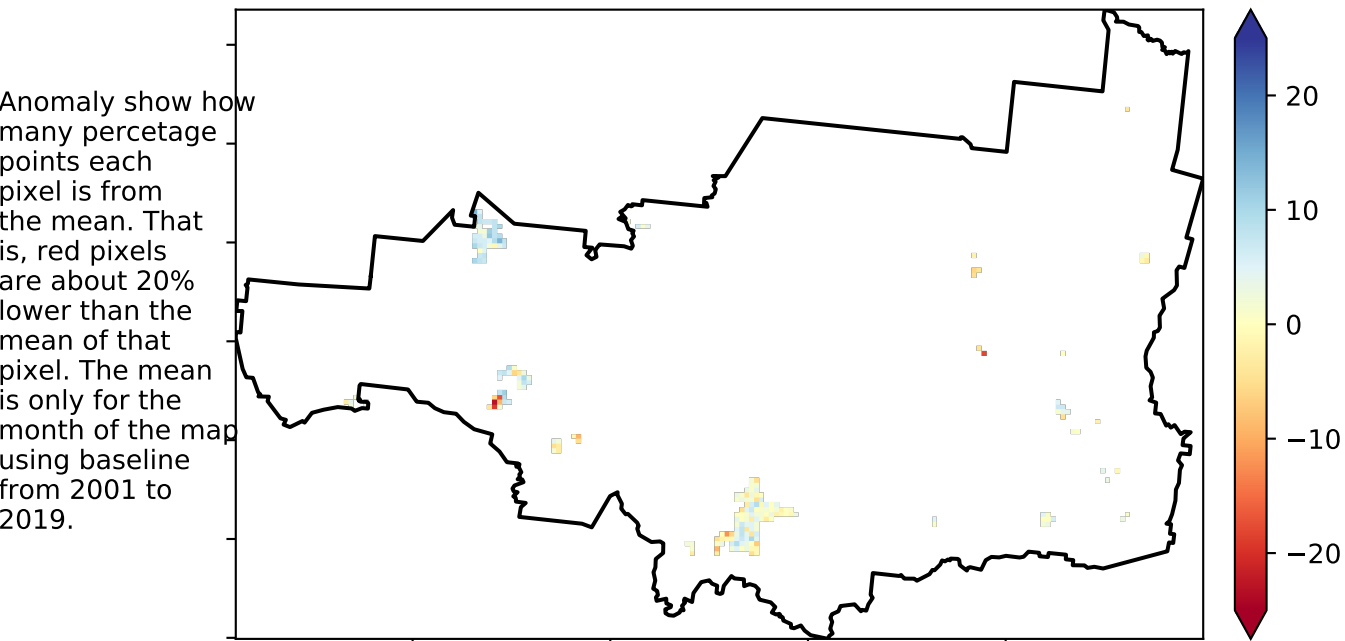 Anomaly show how
many percetage
points each
pixel is from
the mean. That
is, red pixels
are about 20%
lower than the
mean of that
pixel. The mean
is only for the
month of the map
using baseline
from 2001 to
2019.
20
10
0
−10
−20